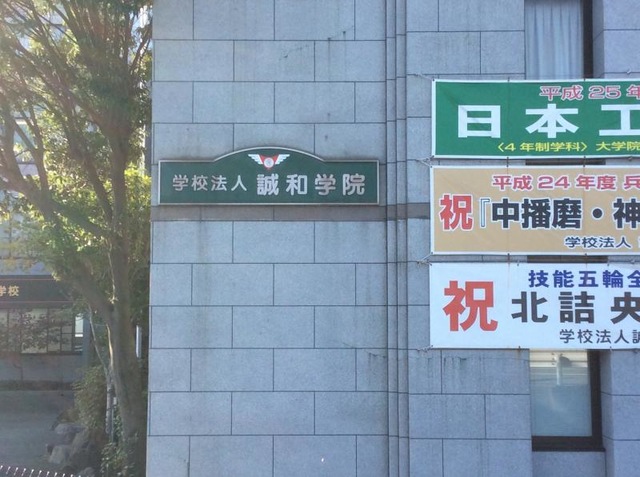 学校法人 誠和学院
平成25年
日本工
〈4年制学科〉大学院
平成24年度 兵
祝『中播磨・神
学校法人
技能五輪全
祝 北詰央
学校法人誠
学校